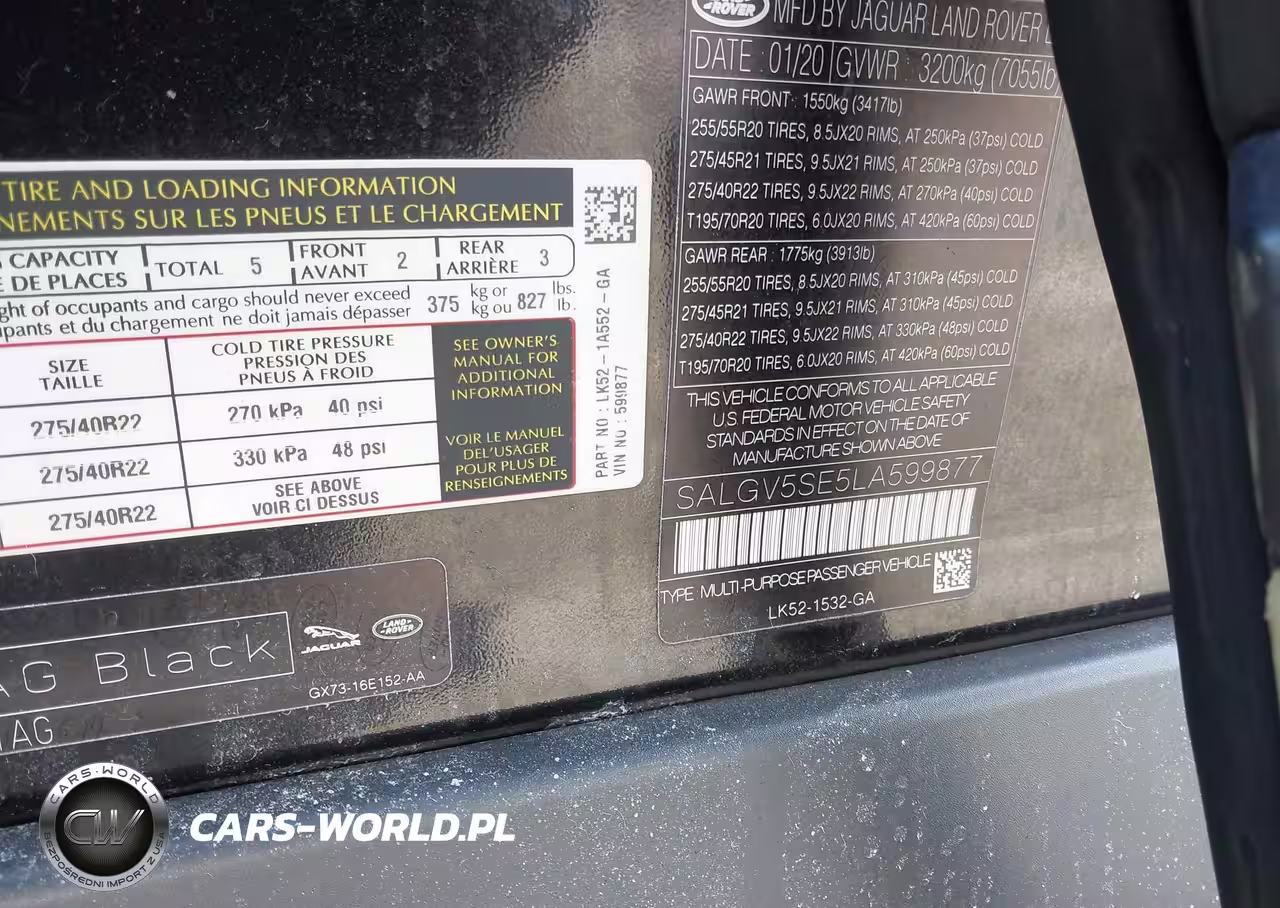 TIRE AND LOADING INFORMATION
NEMENTS SUR LES PNEUS ET LE CHARGEMENT
CAPACITY
E DE PLACES
TOTAL 5
FRONT
AVANT 2
REAR
ARRIÈRE 3
ght of occupants and cargo should never exceed
upants et du chargement ne doit jamais dépasser
375 kg or
kg ou 827 lbs.
lb.
SIZE
TAILLE
COLD TIRE PRESSURE
PRESSION DES
PNEUS À FROID
275/40R22
270 kPa 40 psi
275/40R22
330 kPa 48 psi
275/40R22
SEE ABOVE
VOIR CI DESSUS
SEE OWNER'S
MANUAL FOR
ADDITIONAL
INFORMATION
VOIR LE MANUEL
DEL'USAGER
POUR PLUS DE
RENSEIGNEMENTS
PART NO : LK52-1A552-GA
VIN NO : 599877
ROVER
MFD BY JAGUAR LAND ROVER L
DATE : 01/20 GVWR : 3200kg (7055lb
GAWR FRONT : 1550kg (3417lb)
255/55R20 TIRES, 8.5JX20 RIMS, AT 250kPa (37psi) COLD
275/45R21 TIRES, 9.5JX21 RIMS, AT 250kPa (37psi) COLD
275/40R22 TIRES, 9.5JX22 RIMS, AT 270kPa (40psi) COLD
T195/70R20 TIRES, 6.0JX20 RIMS, AT 420kPa (60psi) COLD
GAWR REAR : 1775kg (3913lb)
255/55R20 TIRES, 8.5JX20 RIMS, AT 310kPa (45psi) COLD
275/45R21 TIRES, 9.5JX21 RIMS, AT 310kPa (45psi) COLD
275/40R22 TIRES, 9.5JX22 RIMS, AT 330kPa (48psi) COLD
T195/70R20 TIRES, 6.0JX20 RIMS, AT 420kPa (60psi) COLD
THIS VEHICLE CONFORMS TO ALL APPLICABLE
U.S. FEDERAL MOTOR VEHICLE SAFETY
STANDARDS IN EFFECT ON THE DATE OF
MANUFACTURE SHOWN ABOVE
SALGV5SE5LA599877
TYPE MULTI-PURPOSE PASSENGER VEHICLE
LK52-1532-GA
AG Black
JAGUAR
LAND
ROVER
GX73-16E152-AA
1AG
CARS-WORLD
CW
BEZPOŚREDNI IMPORT Z USA
CARS-WORLD.PL